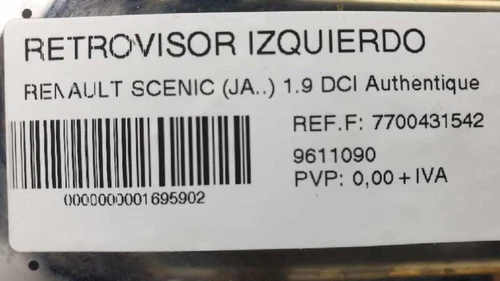 RETROVISOR IZQUIERDO
RENAULT SCENIC (JA..) 1.9 DCI Authentique
REF.F: 7700431542
9611090
PVP: 0,00+IVA
0000000001695902